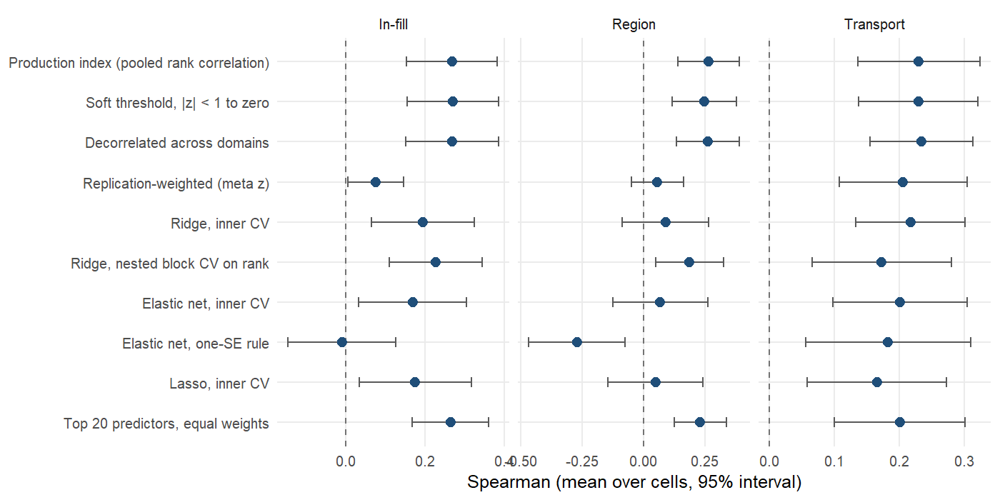 In-fill Region Transport
Production index (pooled rank correlation)
Soft threshold, |z| < 1 to zero
Decorrelated across domains
Replication-weighted (meta z)
Ridge, inner CV
Ridge, nested block CV on rank
Elastic net, inner CV
Elastic net, one-SE rule
Lasso, inner CV
Top 20 predictors, equal weights
0.0 0.2 0.4 -0.50 -0.25 0.00 0.25 0.0 0.1 0.2 0.3
Spearman (mean over cells, 95% interval)